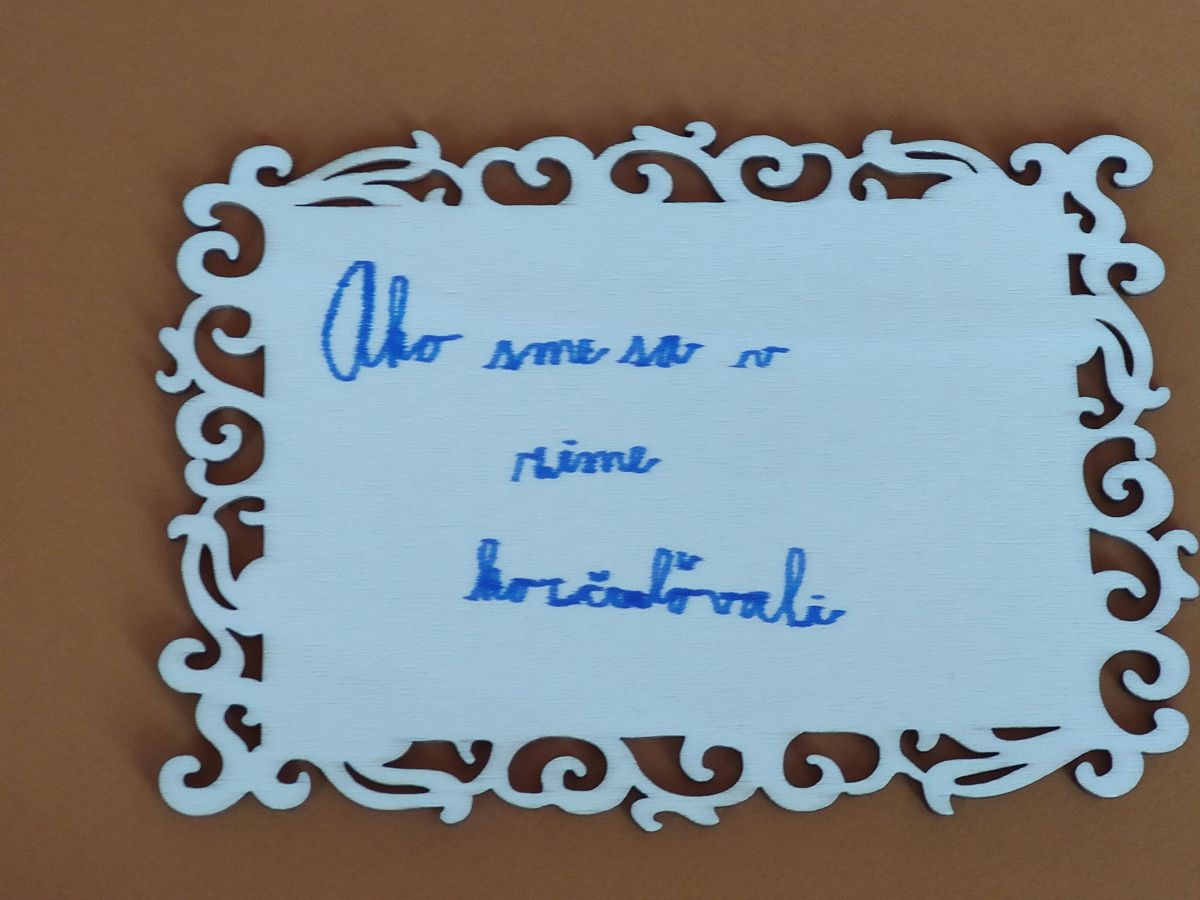 Ako sme sa v
zime
korčuľovali